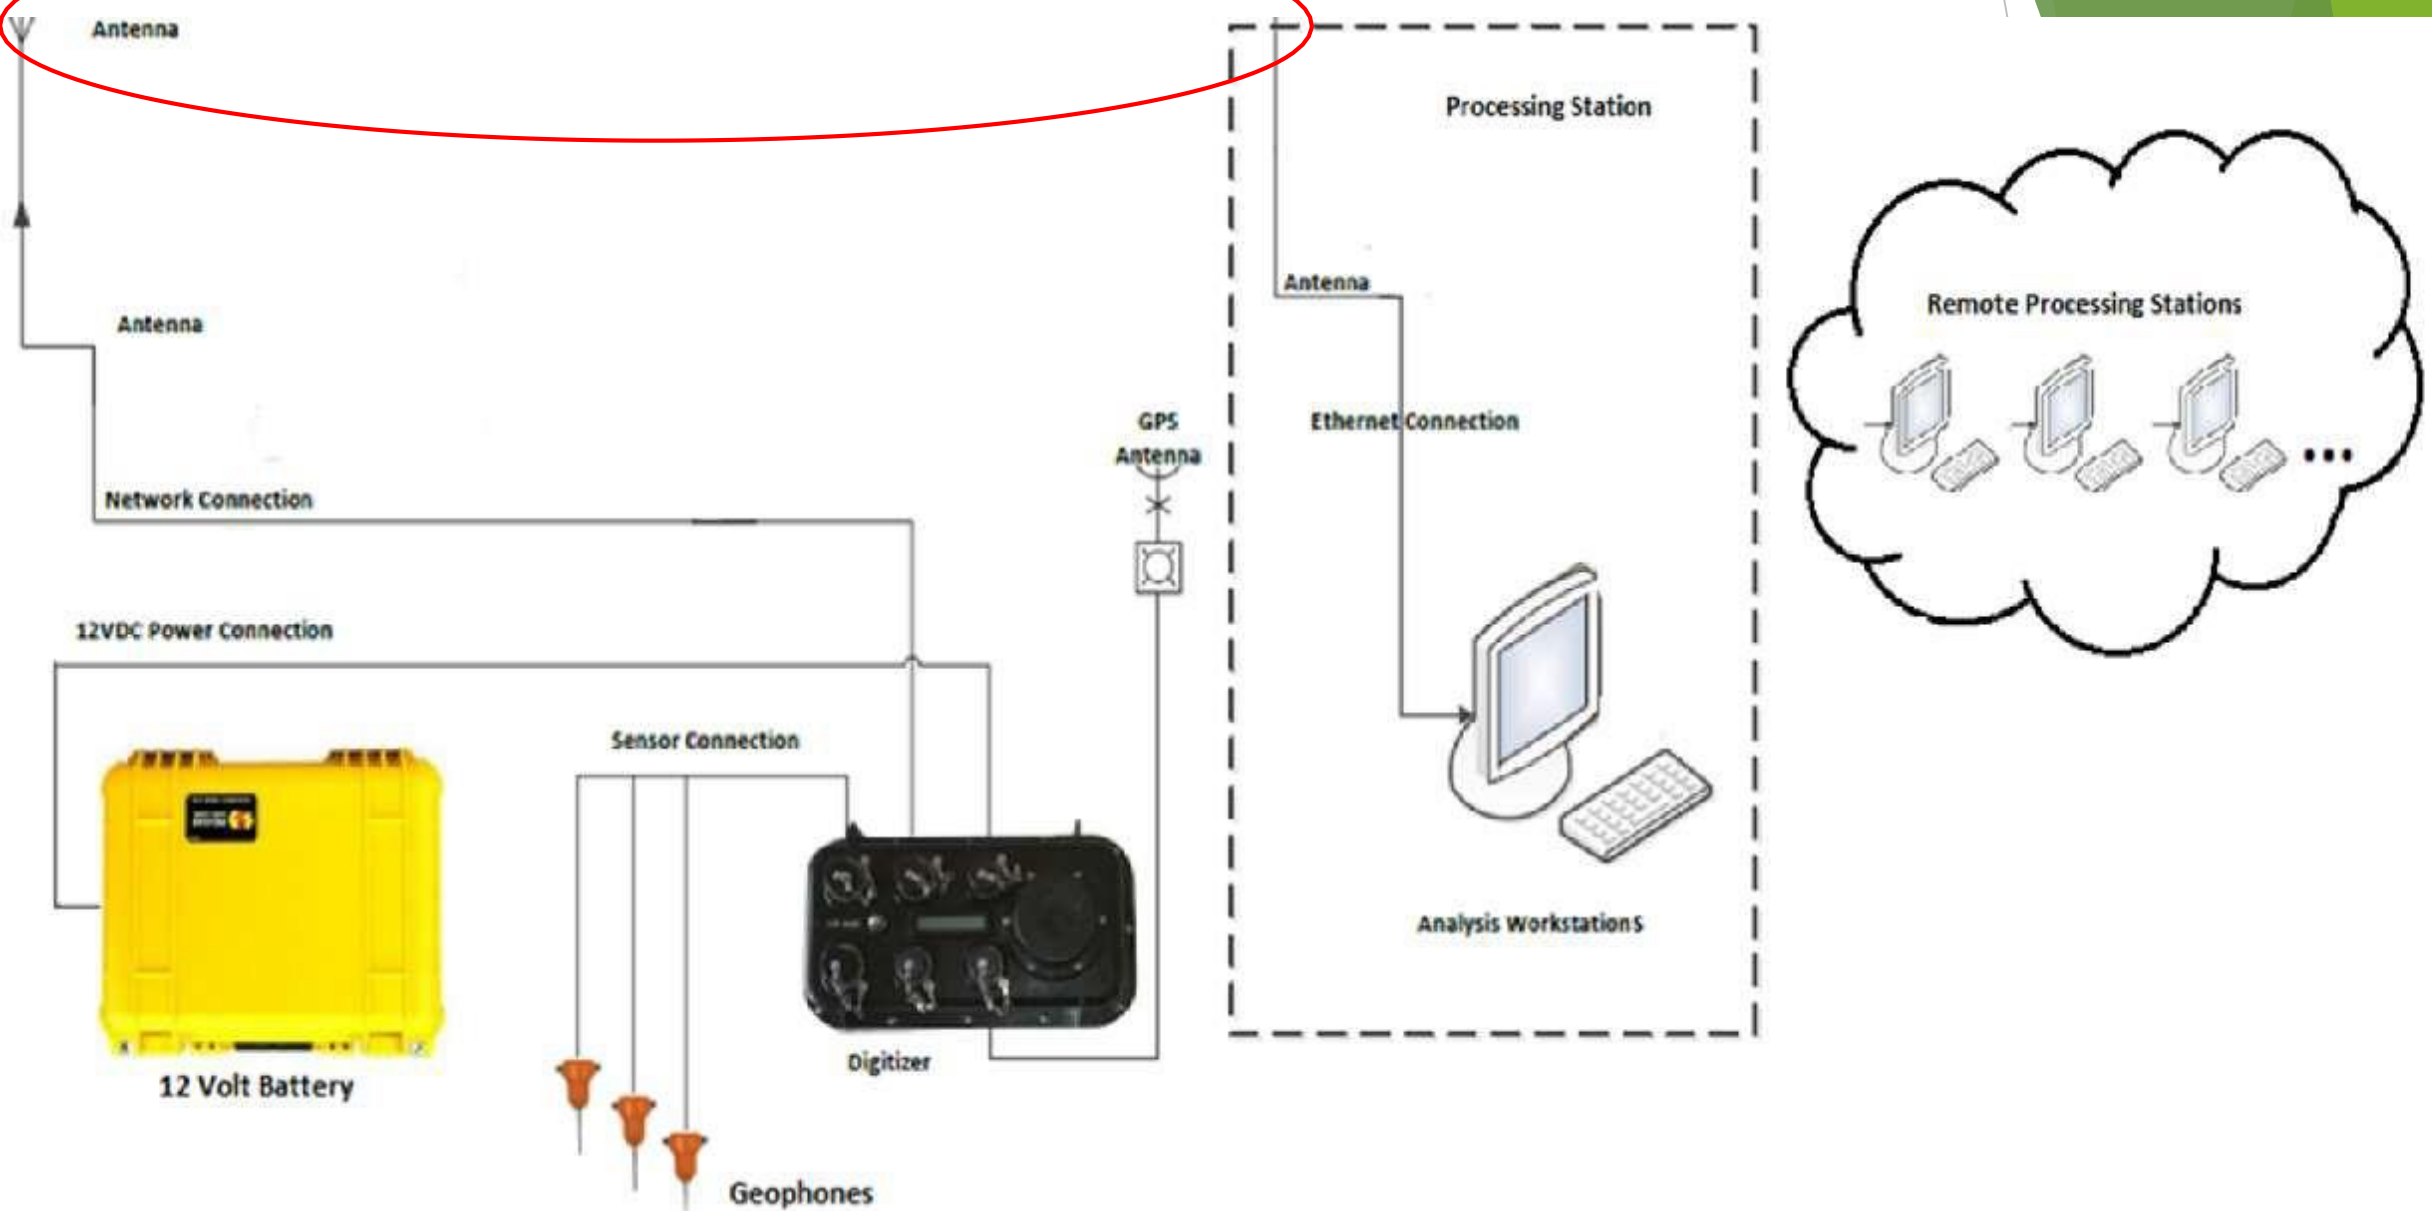 Antenna
Processing Station
Antenna
Remote Processing Stations
Antenna
GPS
Antenna
Ethernet Connection
Network Connection
12VDC Power Connection
Sensor Connection
Analysis Workstations
Digitizer
12 Volt Battery
Geophones